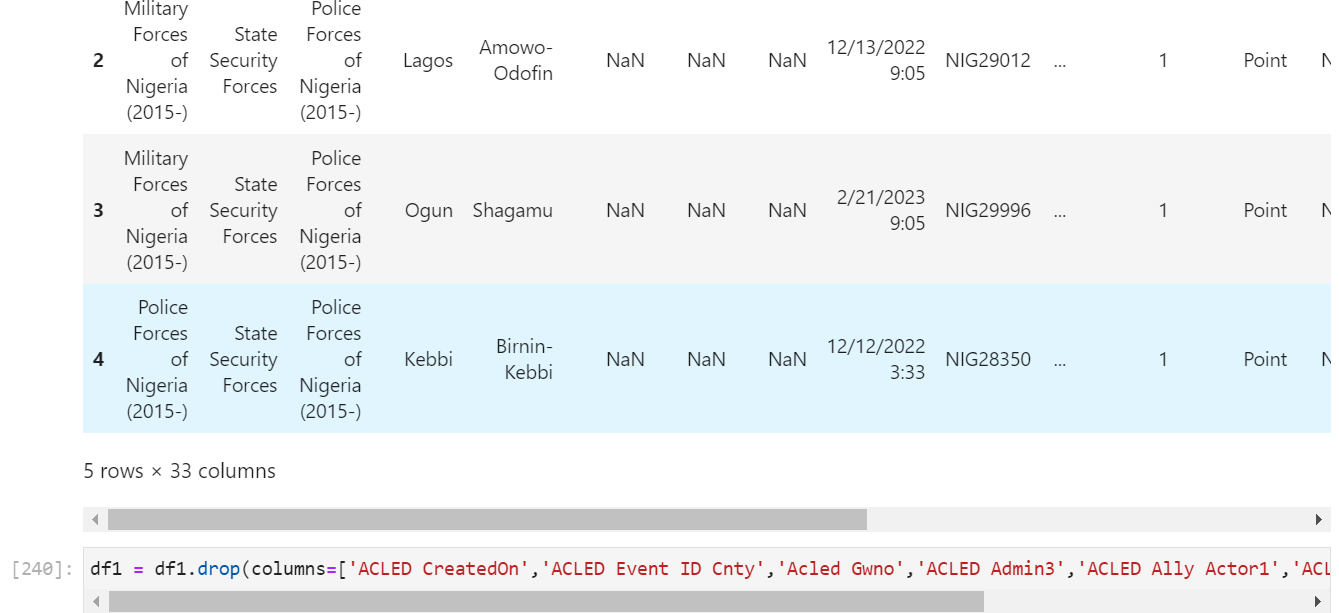 2 Military Forces of Nigeria (2015-) State Security Forces Police Forces of Nigeria (2015-) Lagos Amowo-Odofin NaN NaN NaN 12/13/2022 9:05 NIG29012 ... 1 Point
3 Military Forces of Nigeria (2015-) State Security Forces Police Forces of Nigeria (2015-) Ogun Shagamu NaN NaN NaN 2/21/2023 9:05 NIG29996 ... 1 Point
4 Police Forces of Nigeria (2015-) State Security Forces Police Forces of Nigeria (2015-) Kebbi Birnin-Kebbi NaN NaN NaN 12/12/2022 3:33 NIG28350 ... 1 Point
5 rows × 33 columns
[240]: df1 = df1.drop(columns=['ACLED CreatedOn','ACLED Event ID Cnty','Acled Gwno','ACLED Admin3','ACLED Ally Actor1','ACL